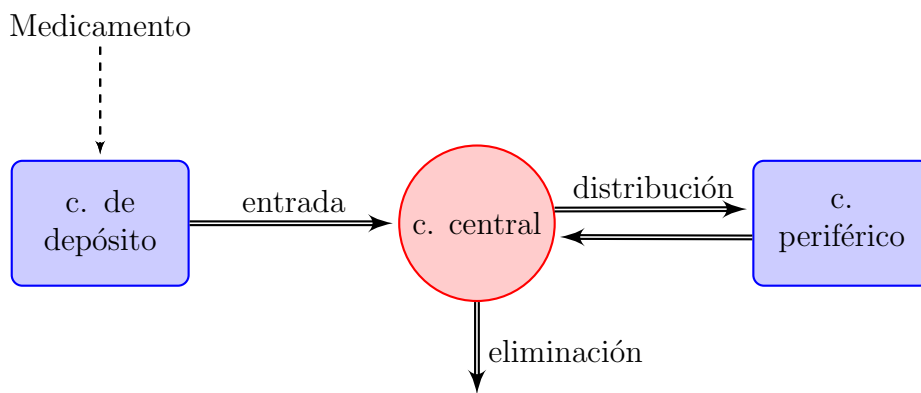 Medicamento
c. de
depósito
entrada
c. central
distribución
c.
periférico
eliminación